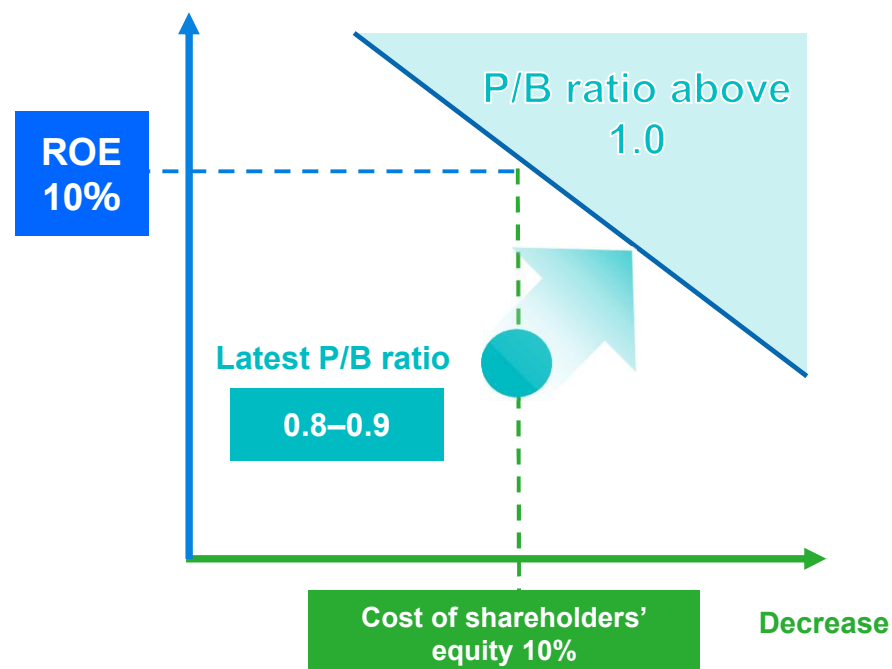 P/B ratio above
1.0
ROE
10%
Latest P/B ratio
0.8–0.9
Cost of shareholders’
equity 10%
Decrease